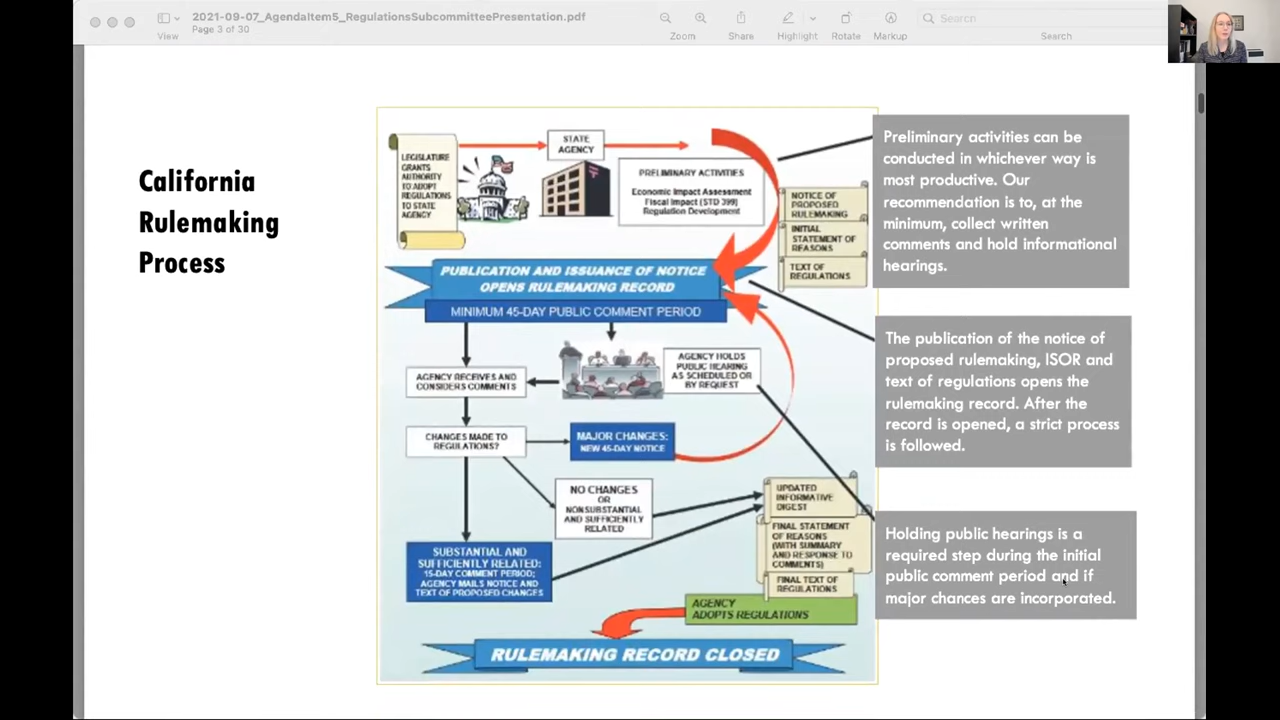 2021-09-07_AgendaItem5_RegulationsSubcommitteePresentation.pdf
Page 3 of 30
View
Zoom
Share
Highlight
Rotate
Markup
Search
Search
California
Rulemaking
Process
LEGISLATURE
GRANTS
AUTHORITY
TO ADOPT
REGULATIONS
TO STATE
AGENCY
STATE
AGENCY
PRELIMINARY ACTIVITIES
Economic Impact Assessment
Fiscal Impact (STD 399)
Regulation Development
NOTICE OF
PROPOSED
RULEMAKING
INITIAL
STATEMENT OF
REASONS
TEXT OF
REGULATIONS
PUBLICATION AND ISSUANCE OF NOTICE
OPENS RULEMAKING RECORD
MINIMUM 45-DAY PUBLIC COMMENT PERIOD
AGENCY RECEIVES AND
CONSIDERS COMMENTS
AGENCY HOLDS
PUBLIC HEARING
AS SCHEDULED OR
BY REQUEST
CHANGES MADE TO
REGULATIONS?
MAJOR CHANGES:
NEW 45-DAY NOTICE
NO CHANGES
OR
NONSUBSTANTIAL
AND SUFFICIENTLY
RELATED
SUBSTANTIAL AND
SUFFICIENTLY RELATED:
15-DAY COMMENT PERIOD;
AGENCY MAILS NOTICE AND
TEXT OF PROPOSED CHANGES
UPDATED
INFORMATIVE
DIGEST
FINAL STATEMENT
OF REASONS
(WITH SUMMARY
AND RESPONSE TO
COMMENTS)
FINAL TEXT OF
REGULATIONS
AGENCY
ADOPTS REGULATIONS
RULEMAKING RECORD CLOSED
Preliminary activities can be
conducted in whichever way is
most productive. Our
recommendation is to, at the
minimum, collect written
comments and hold informational
hearings.
The publication of the notice of
proposed rulemaking, ISOR and
text of regulations opens the
rulemaking record. After the
record is opened, a strict process
is followed.
Holding public hearings is a
required step during the initial
public comment period and if
major chances are incorporated.